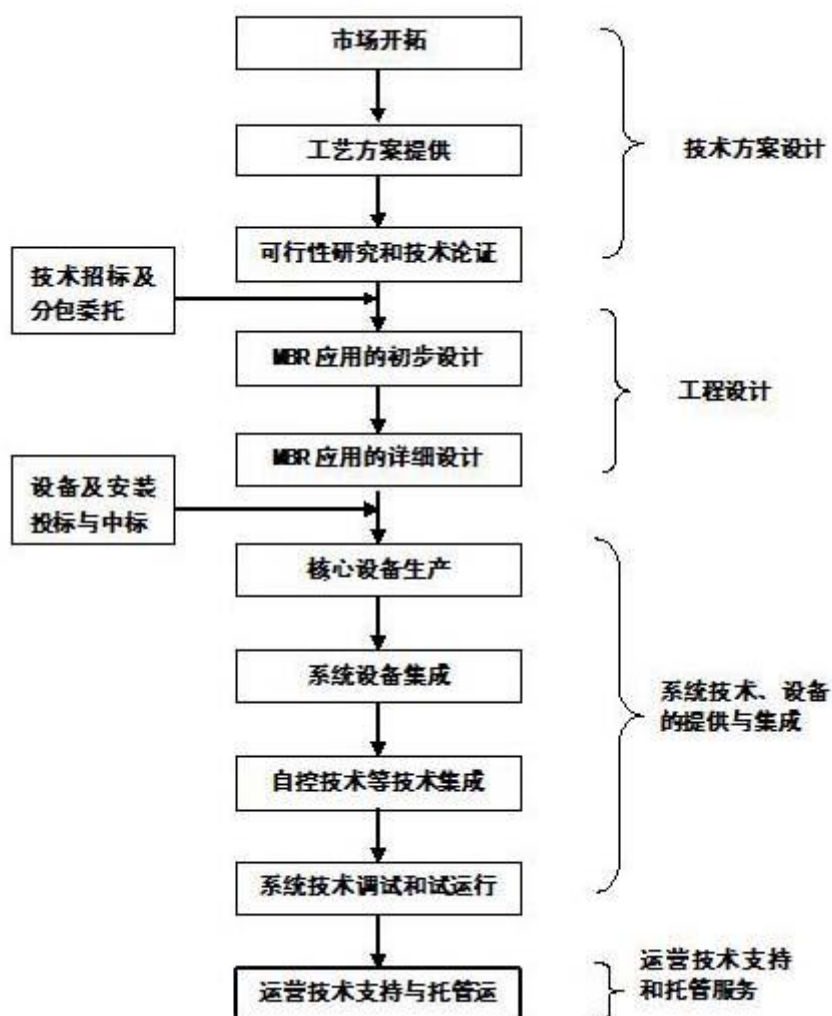 市场开拓
工艺方案提供
技术方案设计
可行性研究和技术论证
技术招标及
分包委托
MBR 应用的初步设计
工程设计
MBR 应用的详细设计
设备及安装
投标与中标
核心设备生产
系统设备集成
系统技术、设备
的提供与集成
自控技术等技术集成
系统技术调试和试运行
运营技术支持与托管运
运营技术支持
和托管服务